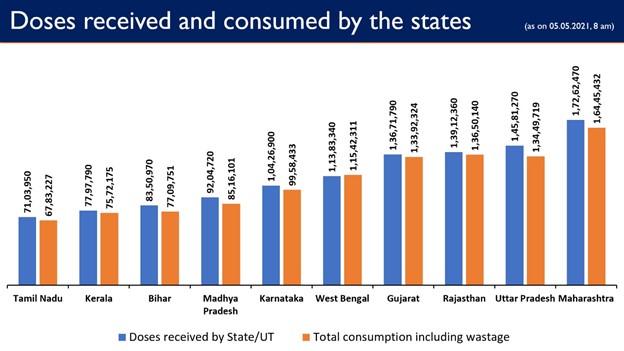 Doses received and consumed by the states
(as on 05.05.2021, 8 am)
71,03,950
67,83,227
77,97,790
75,72,175
83,50,970
77,09,751
92,04,720
85,16,101
1,04,26,900
99,58,433
1,13,83,340
1,15,42,311
1,36,71,790
1,33,92,324
1,39,12,360
1,36,50,140
1,45,81,270
1,34,49,719
1,72,62,470
1,64,45,432
Tamil Nadu
Kerala
Bihar
Madhya
Pradesh
Karnataka
West Bengal
Gujarat
Rajasthan
Uttar Pradesh
Maharashtra
Doses received by State/UT
Total consumption including wastage